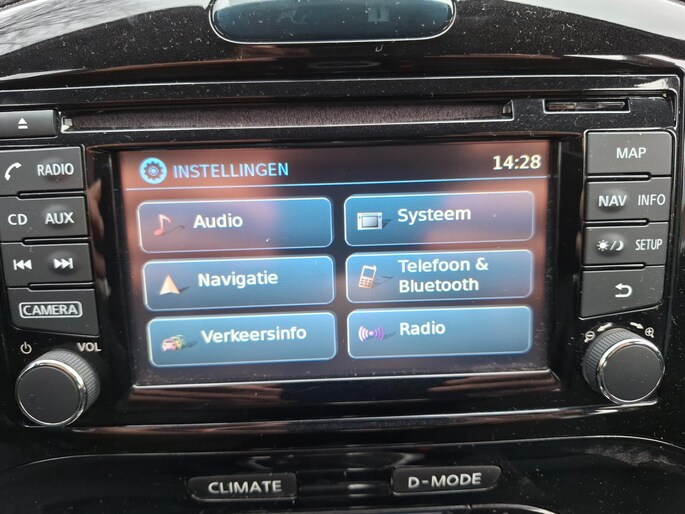 INSTELLINGEN 14:28
Audio
Systeem
Navigatie
Telefoon &
Bluetooth
Verkeersinfo
Radio
RADIO
CD AUX
CAMERA
VOL
MAP
NAV INFO
SETUP
CLIMATE
D-MODE